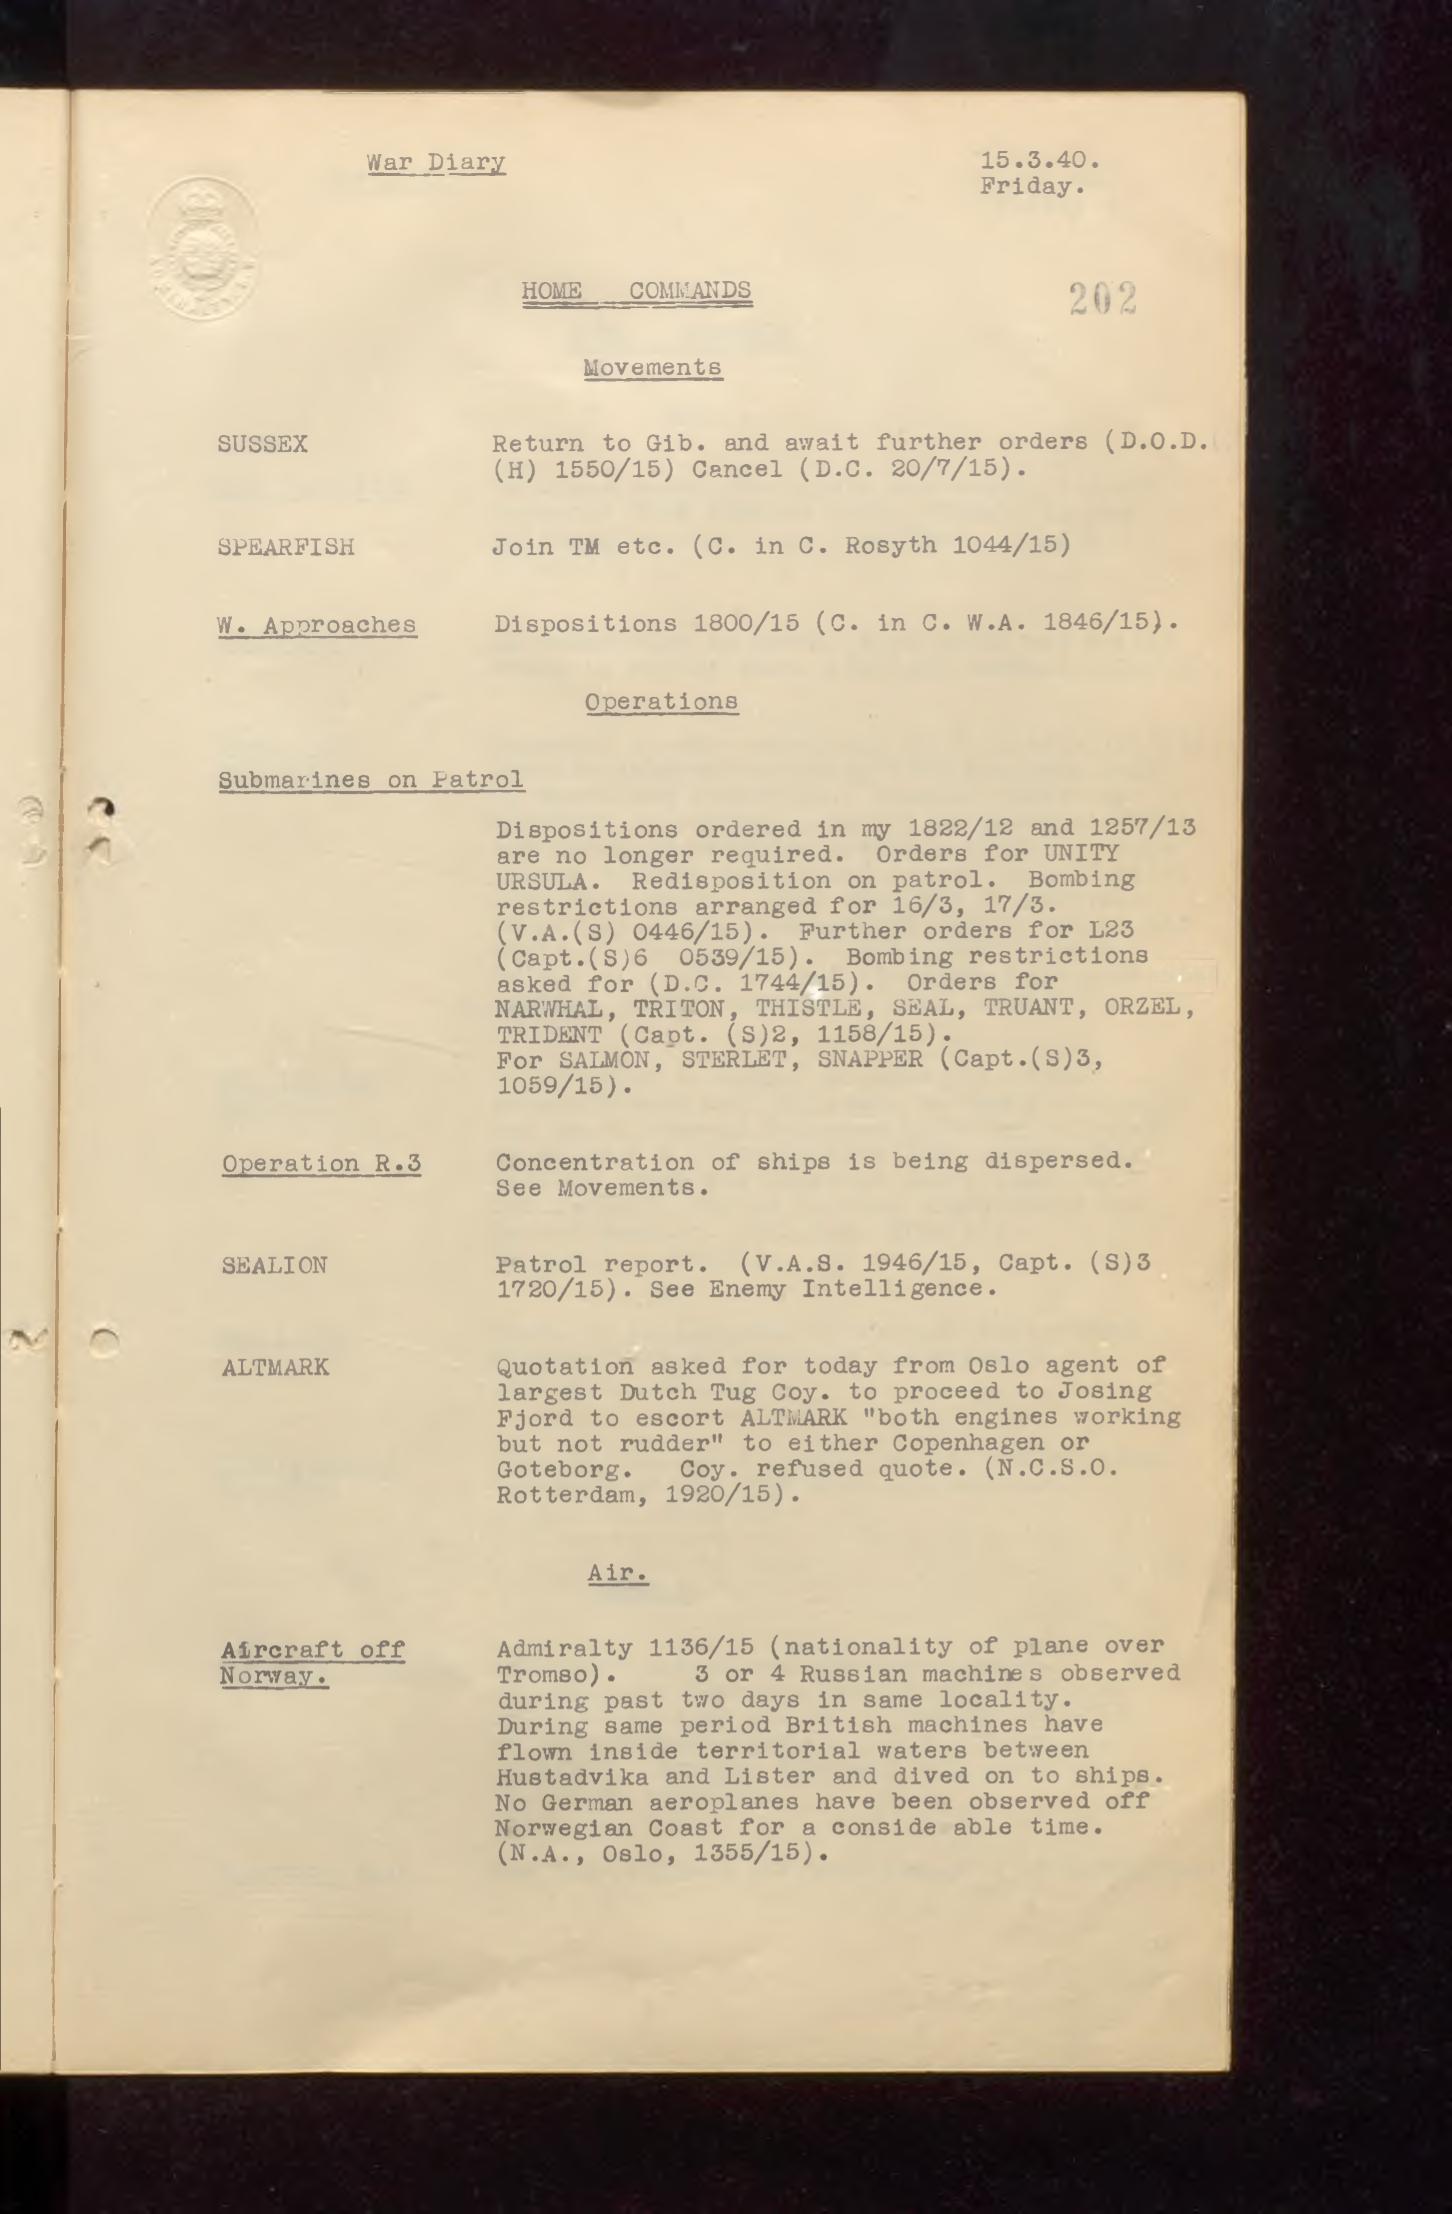 War Diary
15.3.40.
Friday.
HOME COMMANDS
202
Movements
SUSSEX Return to Gib. and await further orders (D.O.D.
(H) 1550/15) Cancel (D.C. 20/7/15).
SPEARFISH Join TM etc. (C. in C. Rosyth 1044/15)
W. Approaches Dispositions 1800/15 (C. in C. W.A. 1846/15).
Operations
Submarines on Patrol
Dispositions ordered in my 1822/12 and 1257/13
are no longer required. Orders for UNITY
URSULA. Redisposition on patrol. Bombing
restrictions arranged for 16/3, 17/3.
(V.A.(S) 0446/15). Further orders for L23
(Capt.(S)6 0539/15). Bombing restrictions
asked for (D.C. 1744/15). Orders for
NARWHAL, TRITON, THISTLE, SEAL, TRUANT, ORZEL,
TRIDENT (Capt. (S)2, 1158/15).
For SALMON, STERLET, SNAPPER (Capt.(S)3,
1059/15).
Operation R.3 Concentration of ships is being dispersed.
See Movements.
SEALION Patrol report. (V.A.S. 1946/15, Capt. (S)3
1720/15). See Enemy Intelligence.
ALTMARK Quotation asked for today from Oslo agent of
largest Dutch Tug Coy. to proceed to Josing
Fjord to escort ALTMARK "both engines working
but not rudder" to either Copenhagen or
Goteborg. Coy. refused quote. (N.C.S.O.
Rotterdam, 1920/15).
Air.
Aircraft off Admiralty 1136/15 (nationality of plane over
Norway. Tromso). 3 or 4 Russian machines observed
during past two days in same locality.
During same period British machines have
flown inside territorial waters between
Hustadvika and Lister and dived on to ships.
No German aeroplanes have been observed off
Norwegian Coast for a conside able time.
(N.A., Oslo, 1355/15).